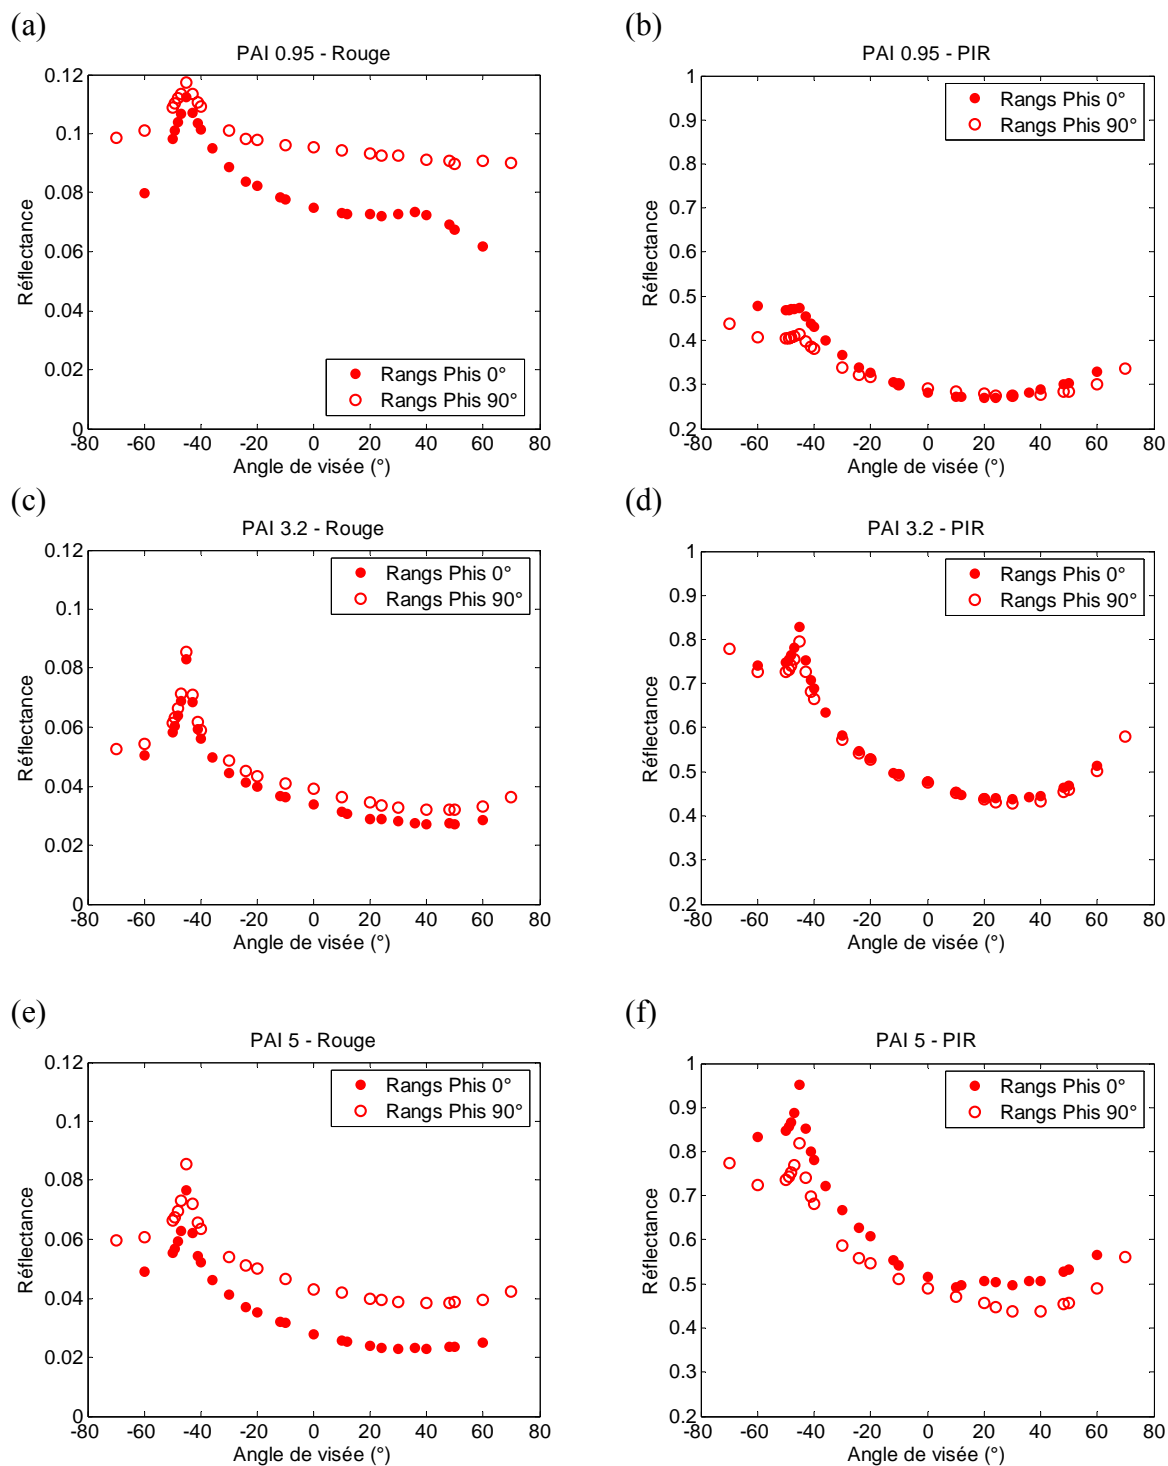 (a)
PAI 0.95 - Rouge
0.12
0.1
0.08
0.06
0.04
0.02
0
Réflectance
Rangs Phis 0°
Rangs Phis 90°
-80 -60 -40 -20 0 20 40 60 80
Angle de visée (°)
(b)
PAI 0.95 - PIR
1
0.9
0.8
0.7
0.6
0.5
0.4
0.3
0.2
Réflectance
Rangs Phis 0°
Rangs Phis 90°
-80 -60 -40 -20 0 20 40 60 80
Angle de visée (°)
(c)
PAI 3.2 - Rouge
0.12
0.1
0.08
0.06
0.04
0.02
0
Réflectance
Rangs Phis 0°
Rangs Phis 90°
-80 -60 -40 -20 0 20 40 60 80
Angle de visée (°)
(d)
PAI 3.2 - PIR
1
0.9
0.8
0.7
0.6
0.5
0.4
0.3
0.2
Réflectance
Rangs Phis 0°
Rangs Phis 90°
-80 -60 -40 -20 0 20 40 60 80
Angle de visée (°)
(e)
PAI 5 - Rouge
0.12
0.1
0.08
0.06
0.04
0.02
0
Réflectance
Rangs Phis 0°
Rangs Phis 90°
-80 -60 -40 -20 0 20 40 60 80
Angle de visée (°)
(f)
PAI 5 - PIR
1
0.9
0.8
0.7
0.6
0.5
0.4
0.3
0.2
Réflectance
Rangs Phis 0°
Rangs Phis 90°
-80 -60 -40 -20 0 20 40 60 80
Angle de visée (°)